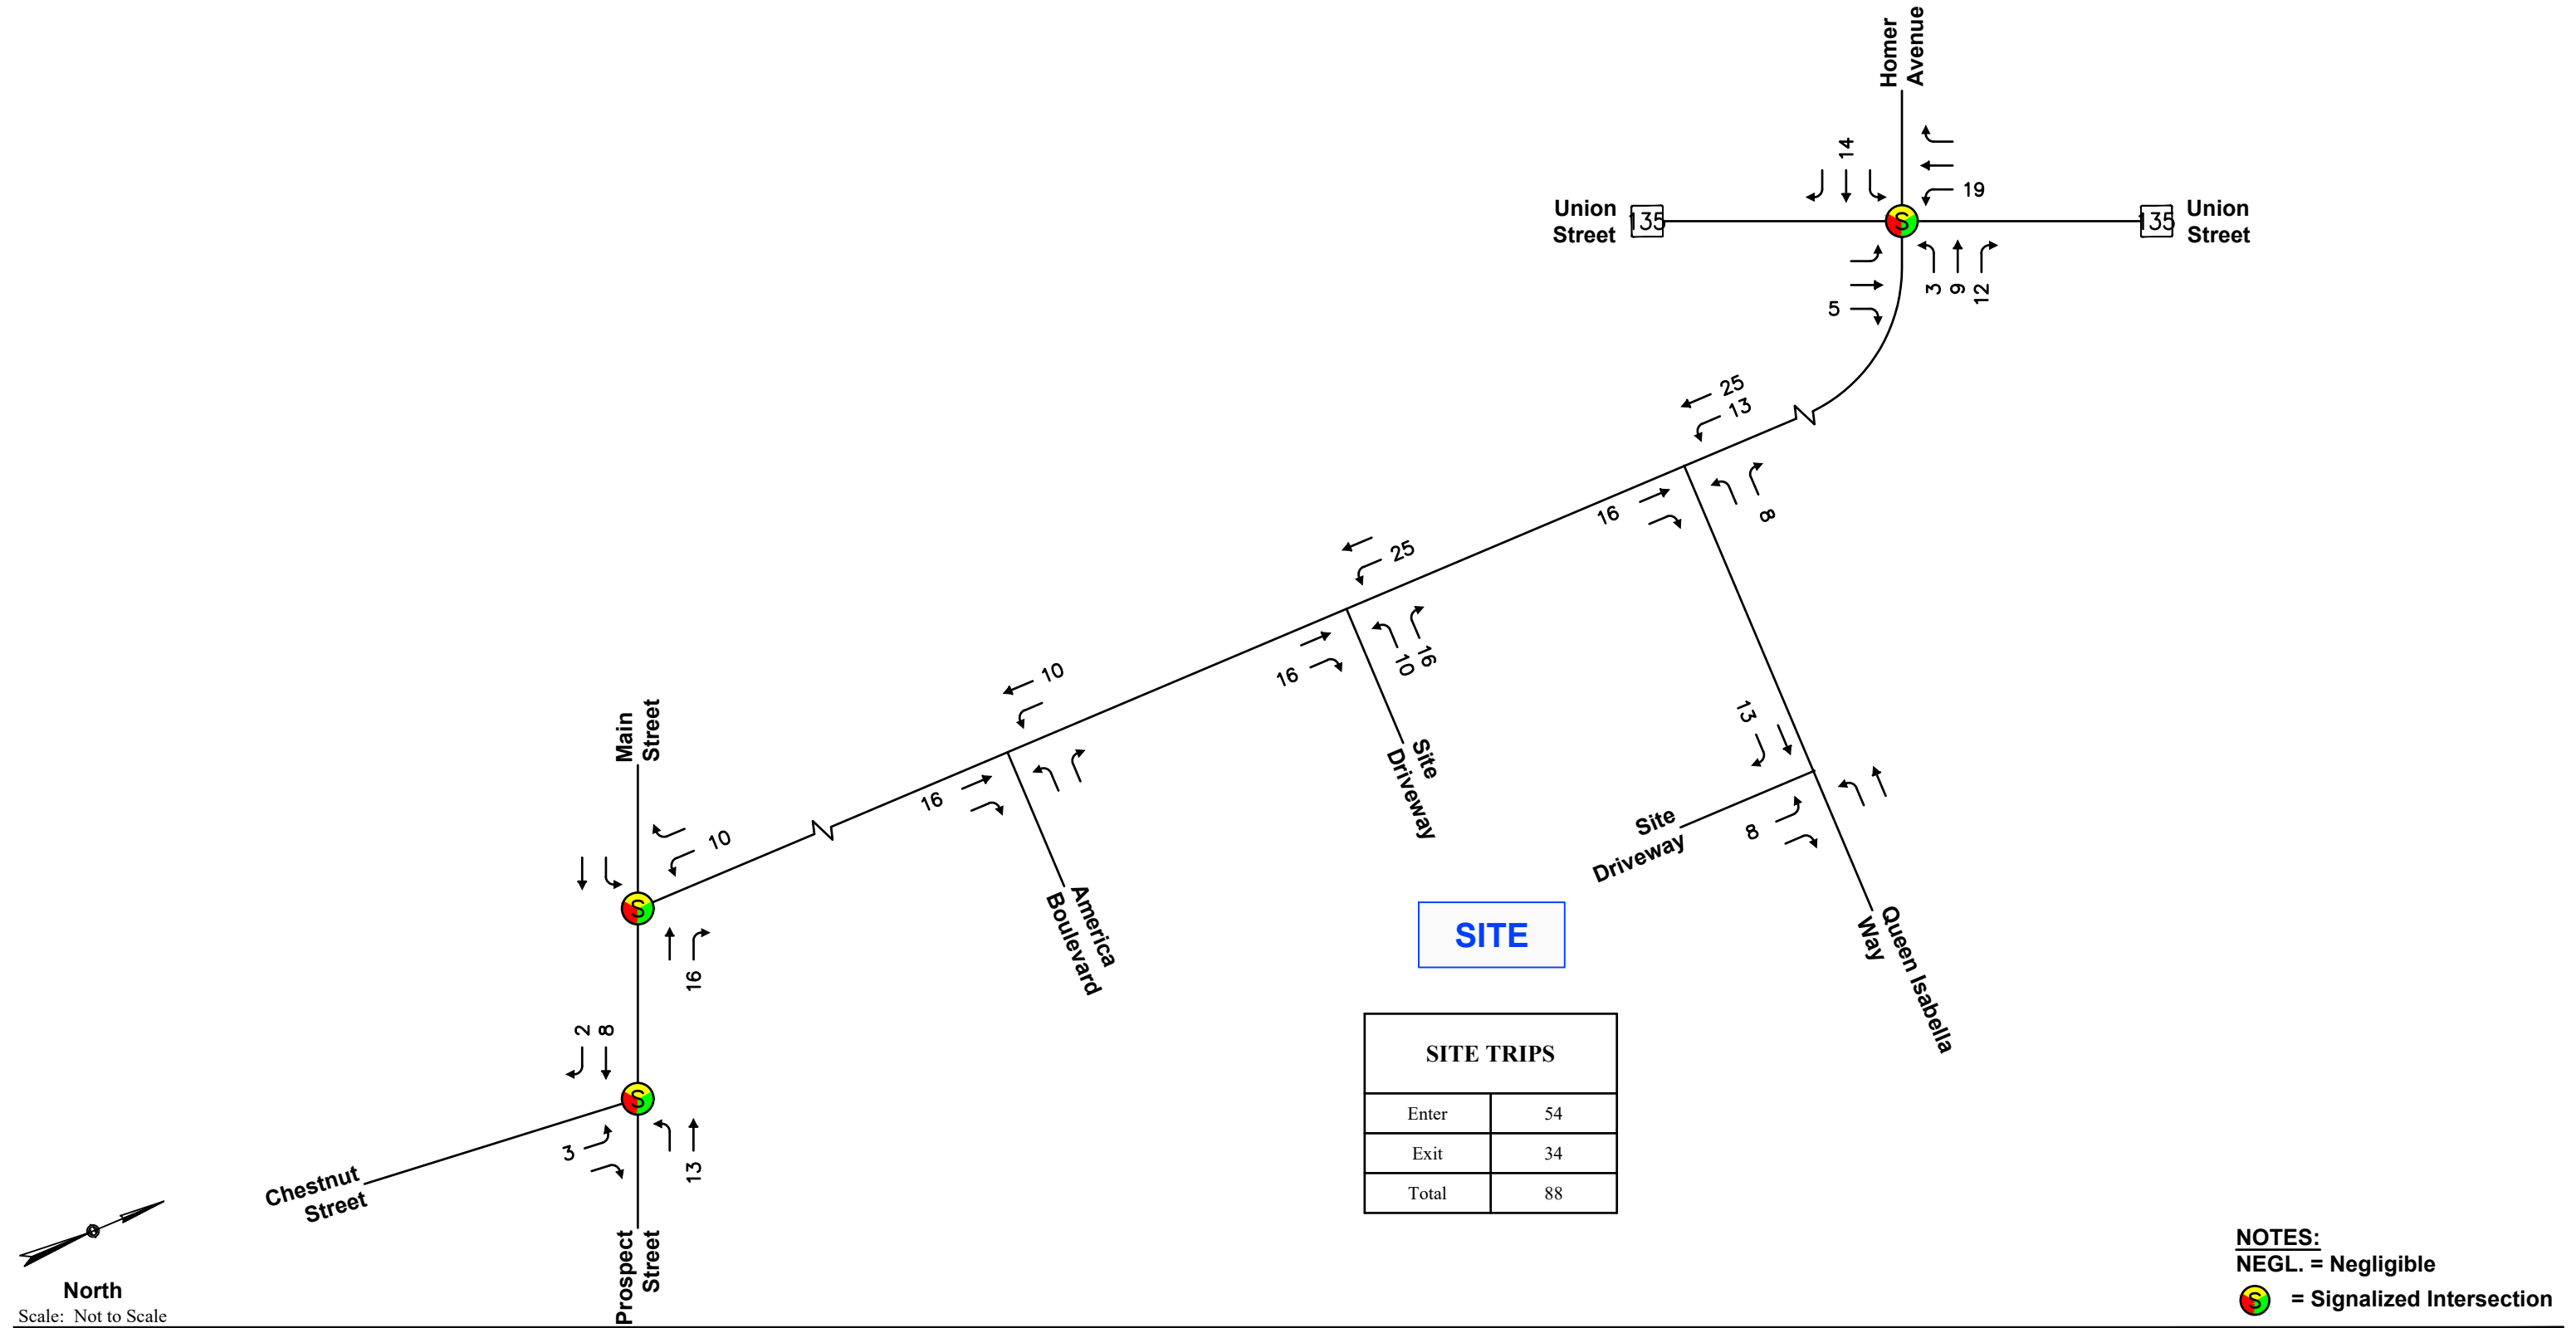 Homer
Avenue
14
19
Union
Street
135
135
Union
Street
3
9
12
5
25
13
16
8
25
16
10
16
10
16
Main
Street
10
16
13
8
Site
Driveway
Site
Driveway
America
Boulevard
Queen Isabella
Way
SITE
2
8
3
13
Chestnut
Street
Prospect
Street
SITE TRIPS
Enter 54
Exit 34
Total 88
North
Scale: Not to Scale
NOTES:
NEGL. = Negligible
S = Signalized Intersection
S
S
S